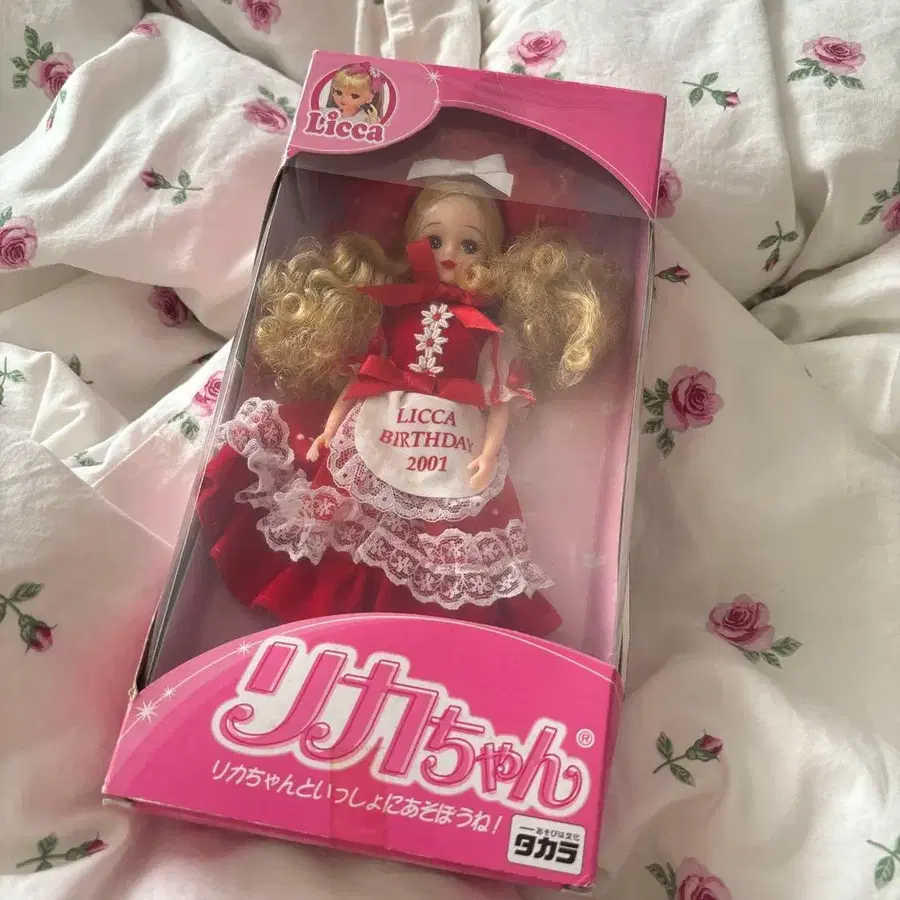 Licca
LICCA
BIRTHDAY
2001
リカちゃん®
リカちゃんといっしょにあそぼうね!
あそびは文化
タカラ